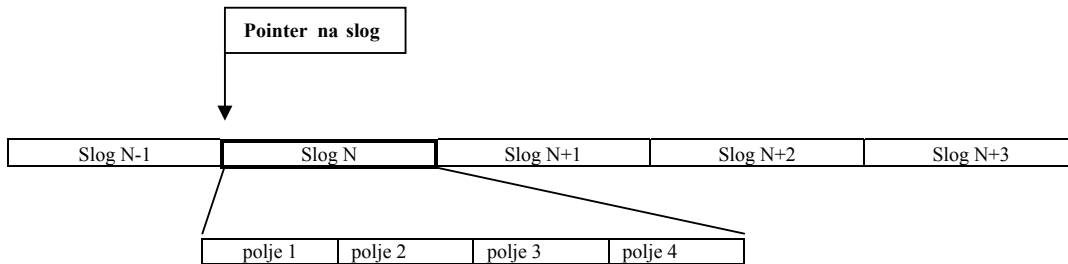 Pointer na slog
Slog N-1 Slog N Slog N+1 Slog N+2 Slog N+3
polje 1 polje 2 polje 3 polje 4